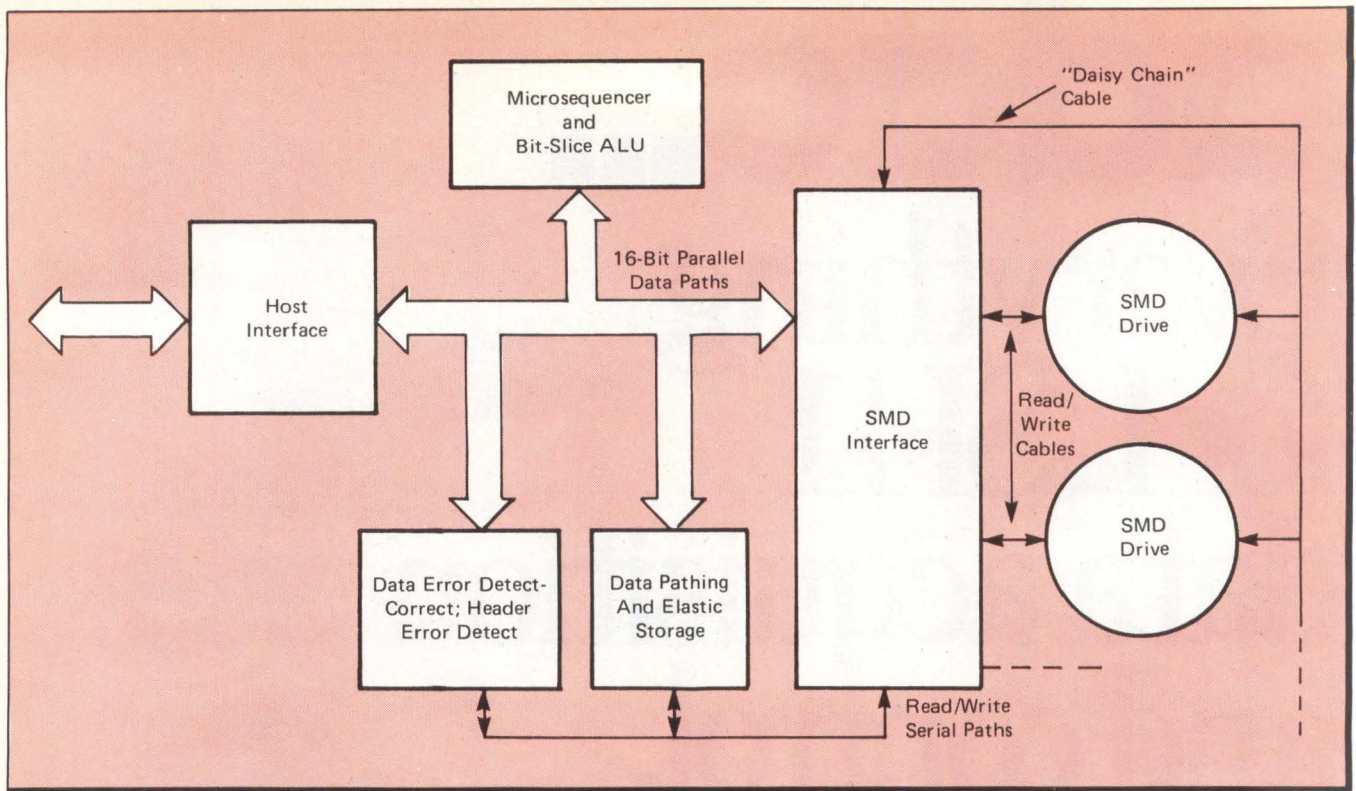 "Daisy Chain"
Cable
Microsequencer
and
Bit-Slice ALU
16-Bit Parallel
Data Paths
Host
Interface
SMD
Interface
SMD
Drive
Read/
Write
Cables
SMD
Drive
Data Error Detect-
Correct; Header
Error Detect
Data Pathing
And Elastic
Storage
Read/Write
Serial Paths